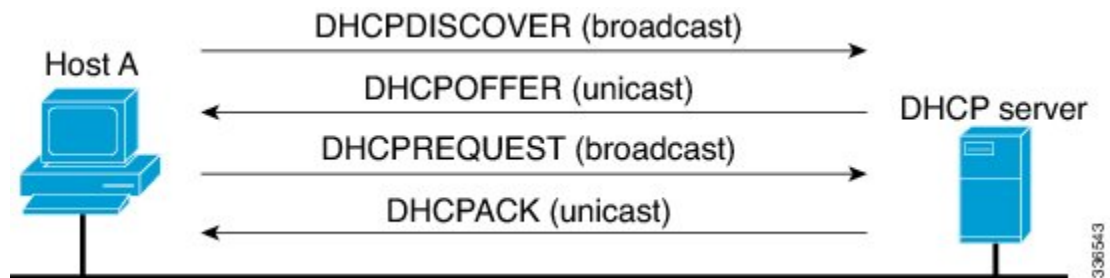 DHCPDISCOVER (broadcast)
Host A
DHCPOFFER (unicast)
DHCP server
DHCPREQUEST (broadcast)
DHCPACK (unicast)
336543